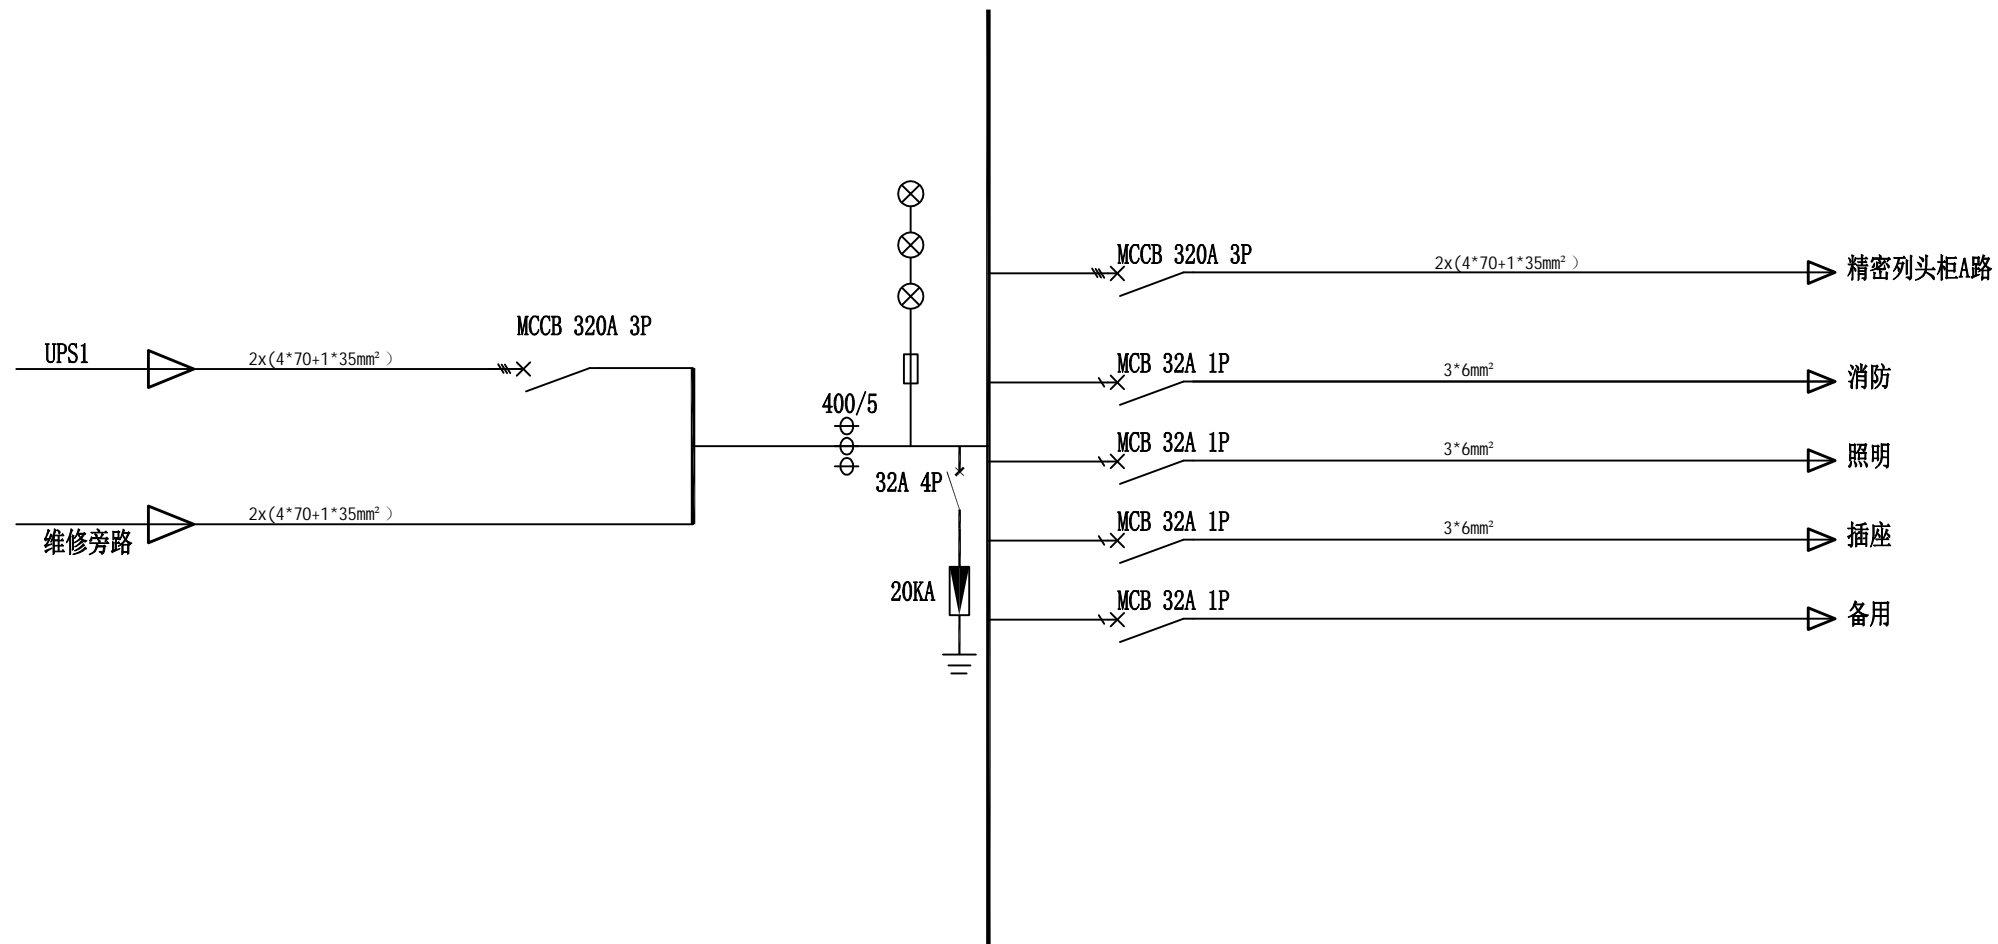 UPS1
2x(4*70+1*35mm²)
MCCB 320A 3P
维修旁路
2x(4*70+1*35mm²)
400/5
32A 4P
20KA
MCCB 320A 3P
2x(4*70+1*35mm²)
精密列头柜A路
MCB 32A 1P
3*6mm²
消防
MCB 32A 1P
3*6mm²
照明
MCB 32A 1P
3*6mm²
插座
MCB 32A 1P
备用